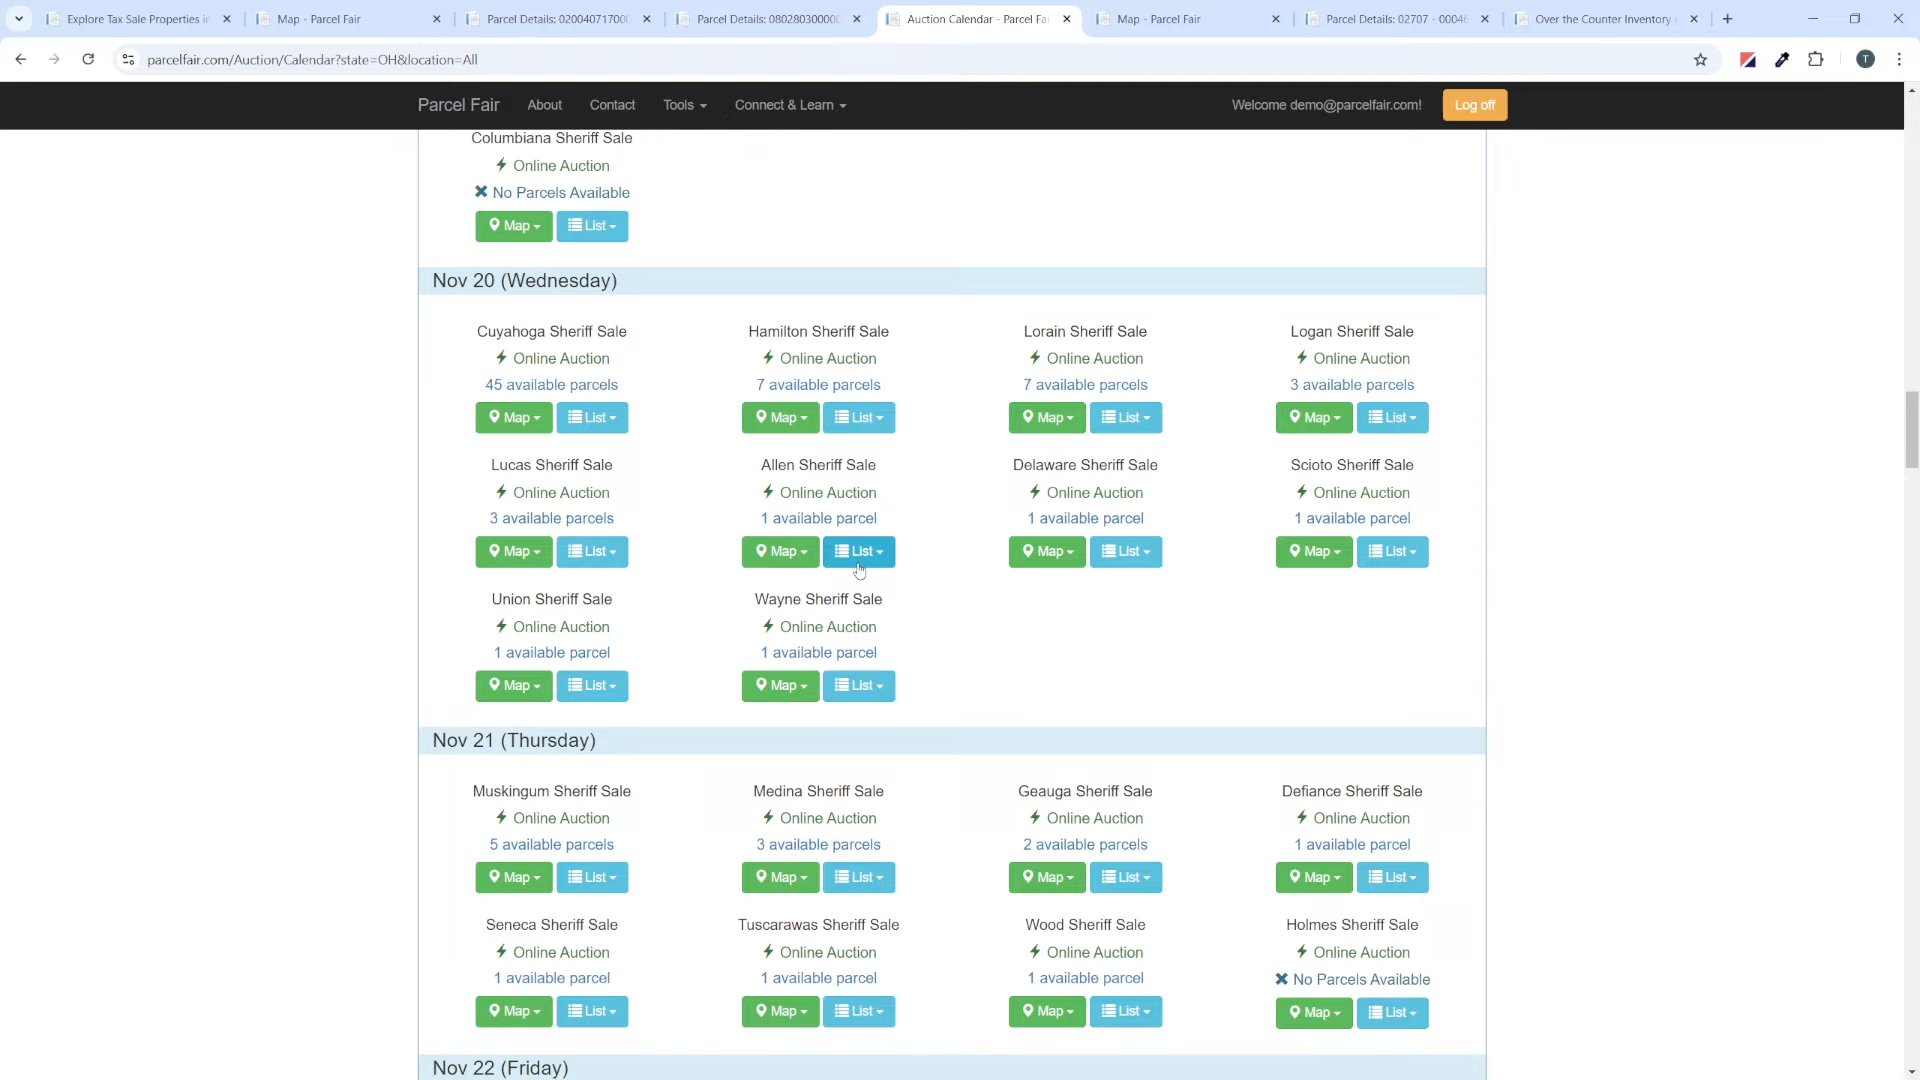 Explore Tax Sale Properties in
Map - Parcel Fair
Parcel Details: 02004071700
Parcel Details: 08028030000
Auction Calendar - Parcel Fa
Map - Parcel Fair
Parcel Details: 02707 - 0004
Over the Counter Inventory
parcelfair.com/Auction/Calendar?state=OH&location=All
T
Parcel Fair
About
Contact
Tools
Connect & Learn
Welcome demo@parcelfair.com!
Log off
Columbiana Sheriff Sale
Online Auction
No Parcels Available
Map List
Nov 20 (Wednesday)
Cuyahoga Sheriff Sale Hamilton Sheriff Sale Lorain Sheriff Sale Logan Sheriff Sale
Online Auction Online Auction Online Auction Online Auction
45 available parcels 7 available parcels 7 available parcels 3 available parcels
Map List Map List Map List Map List
Lucas Sheriff Sale Allen Sheriff Sale Delaware Sheriff Sale Scioto Sheriff Sale
Online Auction Online Auction Online Auction Online Auction
3 available parcels 1 available parcel 1 available parcel 1 available parcel
Map List Map List Map List Map List
Union Sheriff Sale Wayne Sheriff Sale
Online Auction Online Auction
1 available parcel 1 available parcel
Map List Map List
Nov 21 (Thursday)
Muskingum Sheriff Sale Medina Sheriff Sale Geauga Sheriff Sale Defiance Sheriff Sale
Online Auction Online Auction Online Auction Online Auction
5 available parcels 3 available parcels 2 available parcels 1 available parcel
Map List Map List Map List Map List
Seneca Sheriff Sale Tuscarawas Sheriff Sale Wood Sheriff Sale Holmes Sheriff Sale
Online Auction Online Auction Online Auction Online Auction
1 available parcel 1 available parcel 1 available parcel No Parcels Available
Map List Map List Map List Map List
Nov 22 (Friday)